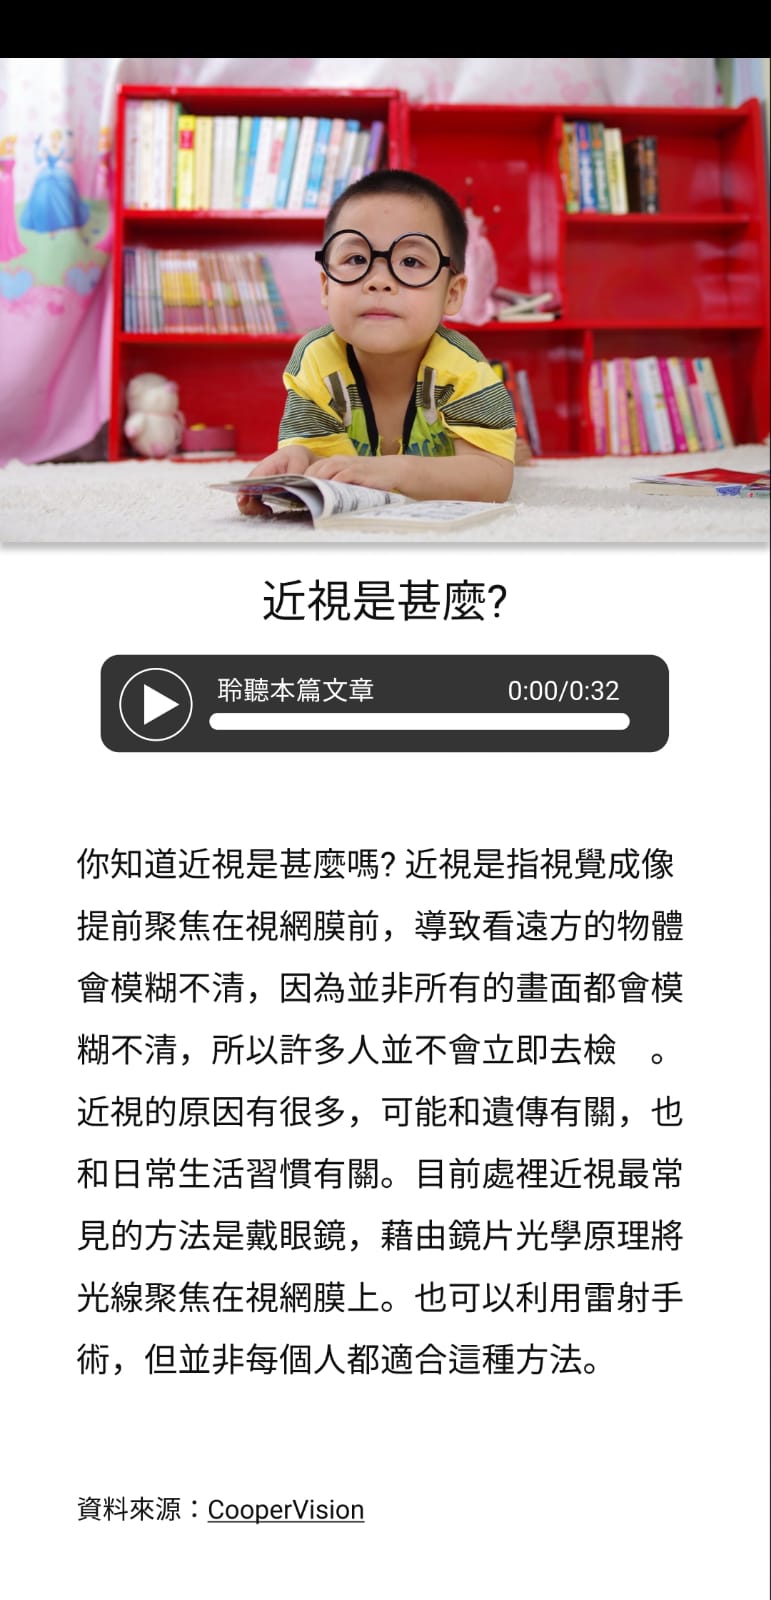 近視是甚麼?
聆聽本篇文章
0:00/0:32
你知道近視是甚麼嗎? 近視是指視覺成像
提前聚焦在視網膜前，導致看遠方的物體
會模糊不清，因為並非所有的畫面都會模
糊不清，所以許多人並不會立即去檢　。
近視的原因有很多，可能和遺傳有關，也
和日常生活習慣有關。目前處裡近視最常
見的方法是戴眼鏡，藉由鏡片光學原理將
光線聚焦在視網膜上。也可以利用雷射手
術，但並非每個人都適合這種方法。
資料來源：CooperVision